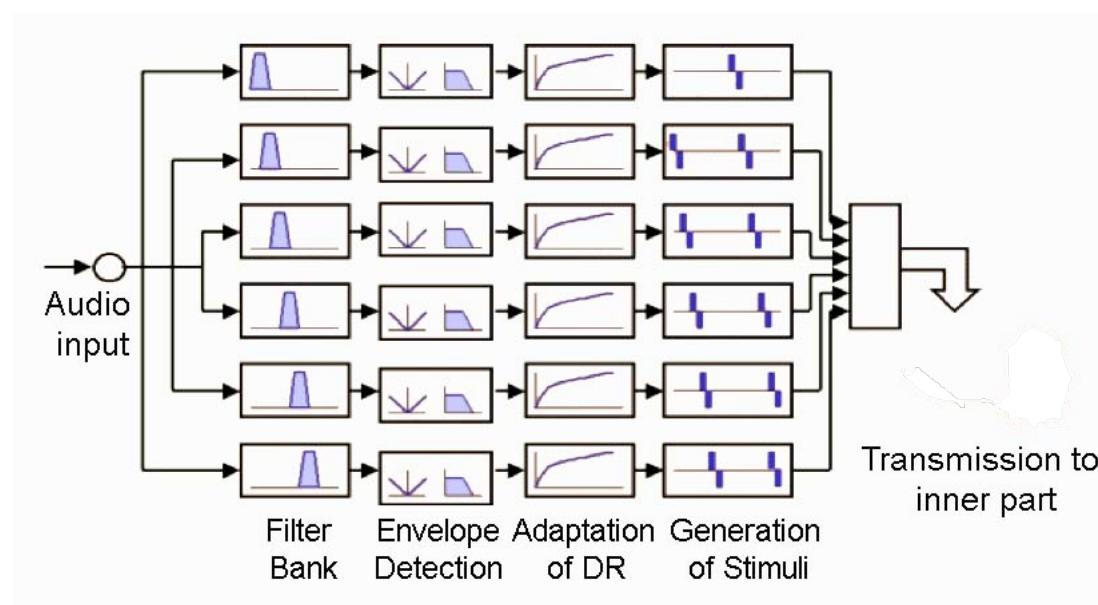 Audio
input
Filter
Bank
Envelope
Detection
Adaptation
of DR
Generation
of Stimuli
Transmission to
inner part